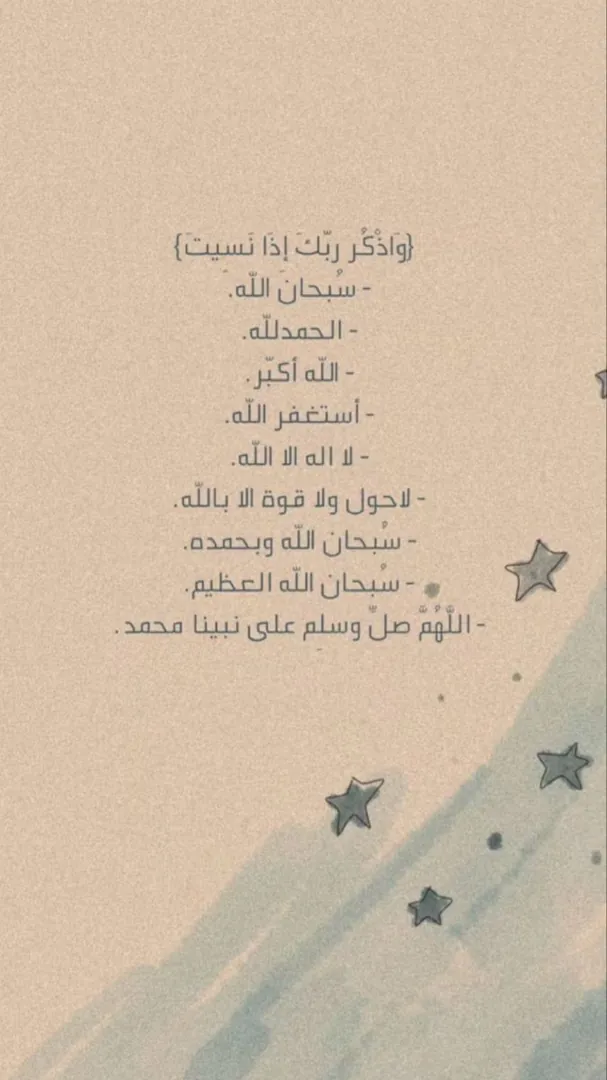 {وَاذْكُر ربّكَ إذَا نَسيتَ}
- سُبحانَ اللّه.
- الحمدللّه.
- اللّه أكبّر.
- أستغفر اللّه.
- لا اله الا اللّه.
- لاحول ولا قوة الا باللّه.
- سُبحان اللّه وبحمده.
- سُبحان اللّه العظيم.
- اللَّهُمَّ صلِّ وسلم على نبينا محمد.